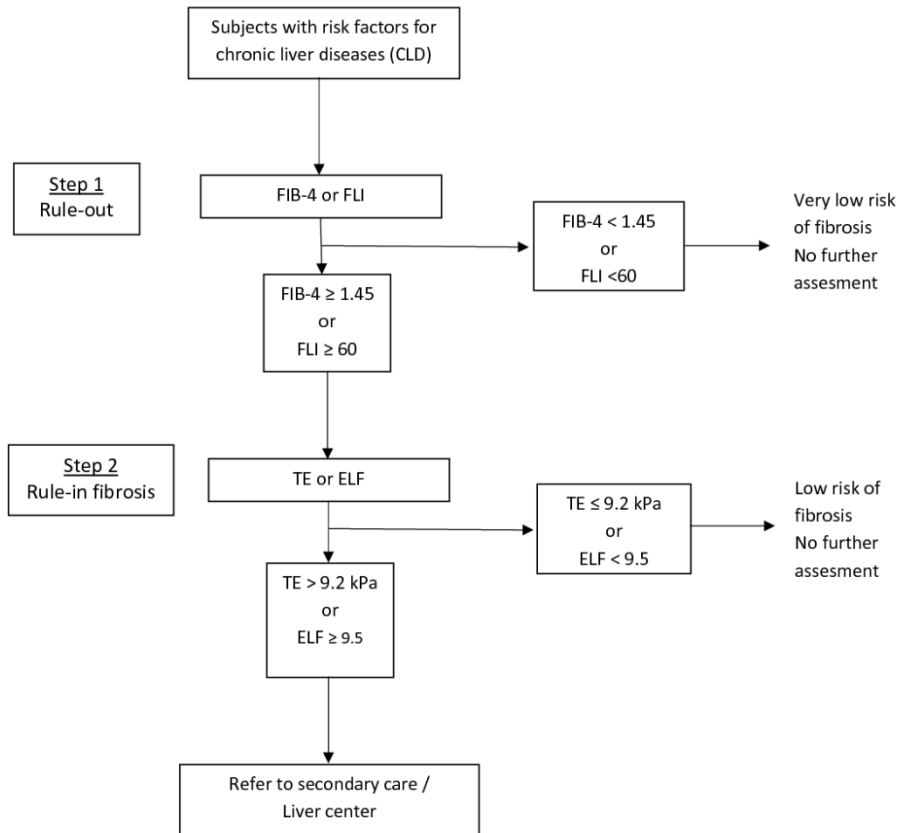 Subjects with risk factors for
chronic liver diseases (CLD)
Step 1
Rule-out
FIB-4 or FLI
FIB-4 < 1.45
or
FLI <60
Very low risk
of fibrosis
No further
assesment
FIB-4 ≥ 1.45
or
FLI ≥ 60
Step 2
Rule-in fibrosis
TE or ELF
TE ≤ 9.2 kPa
or
ELF < 9.5
Low risk of
fibrosis
No further
assesment
TE > 9.2 kPa
or
ELF ≥ 9.5
Refer to secondary care /
Liver center